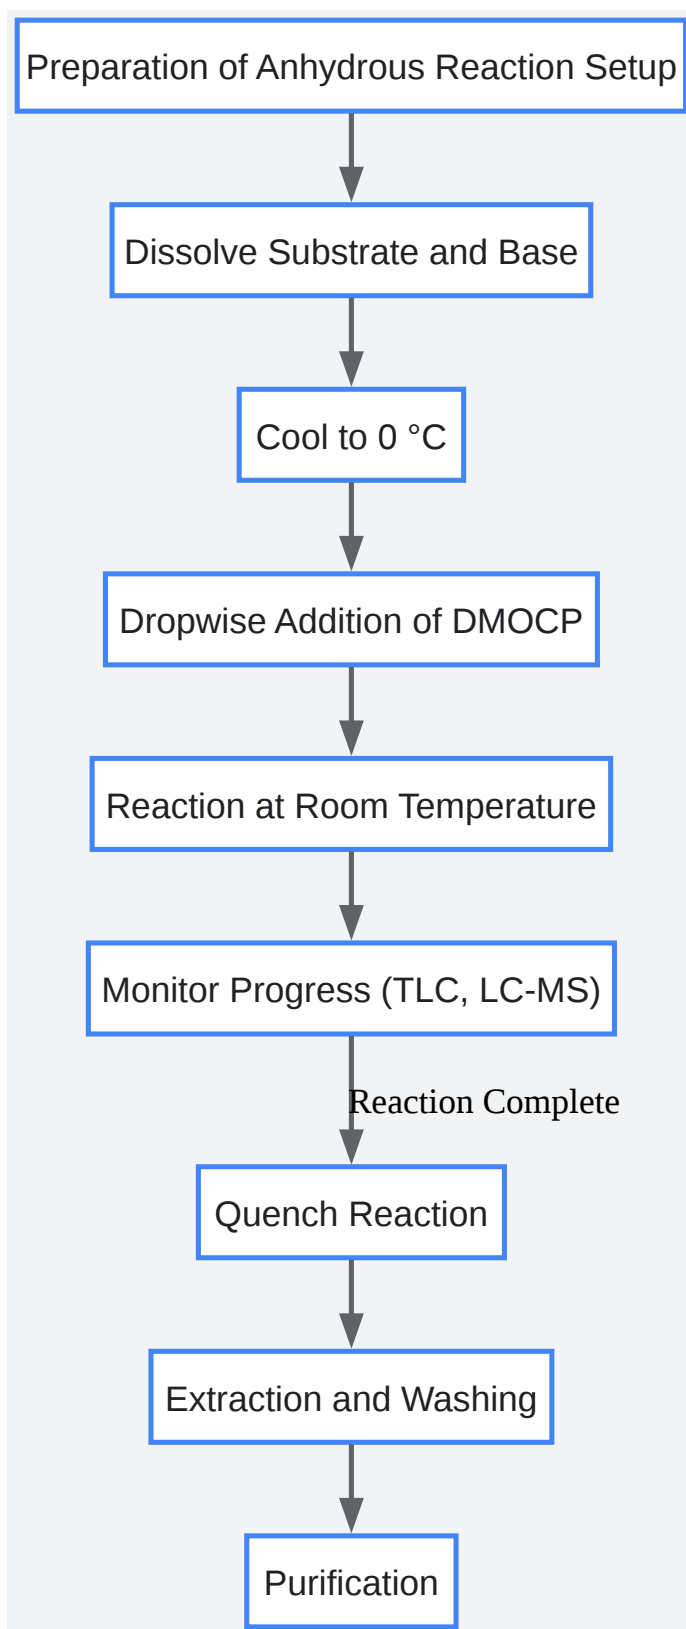 Preparation of Anhydrous Reaction Setup
Dissolve Substrate and Base
Cool to 0 °C
Dropwise Addition of DMOCP
Reaction at Room Temperature
Monitor Progress (TLC, LC-MS)
Reaction Complete
Quench Reaction
Extraction and Washing
Purification